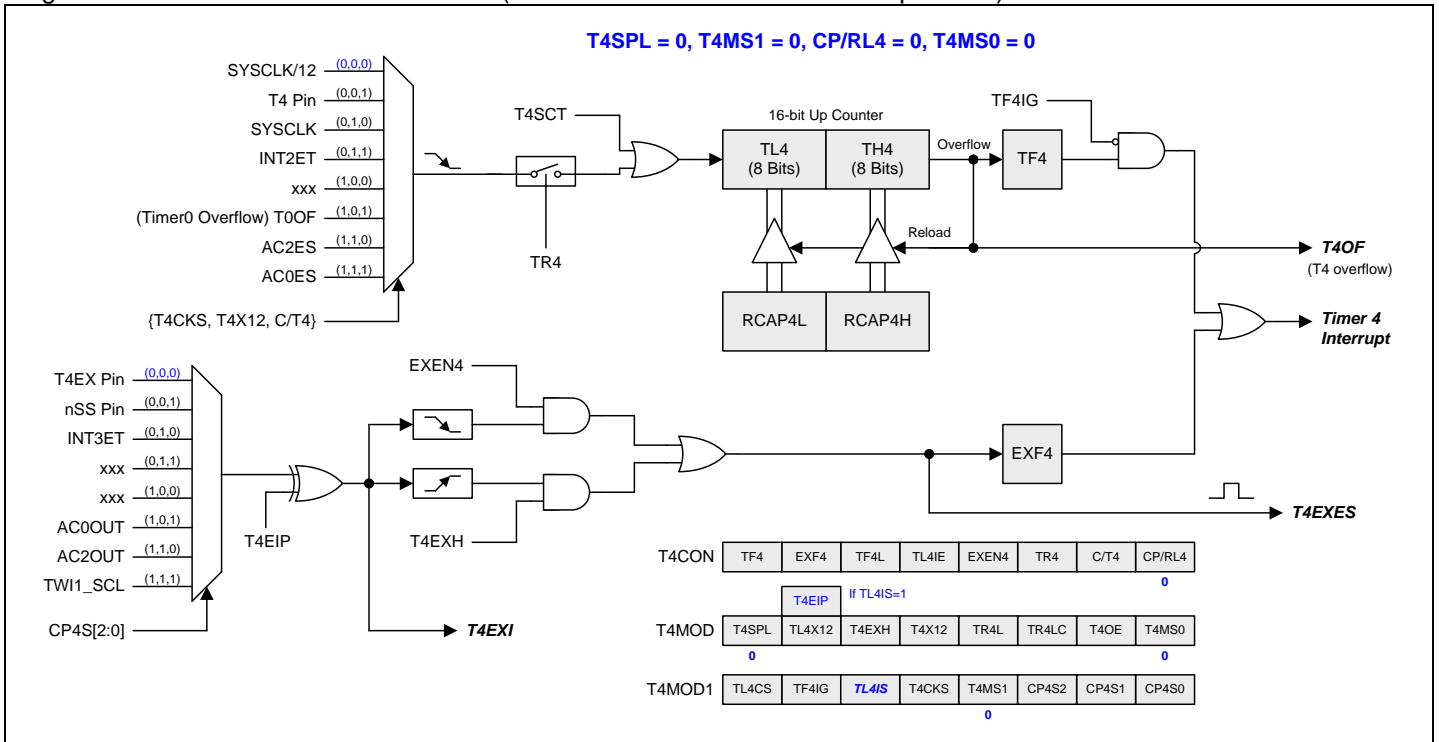 T4SPL = 0, T4MS1 = 0, CP/RL4 = 0, T4MS0 = 0
SYSCLK/12 (0,0,0)
T4 Pin (0,0,1)
SYSCLK (0,1,0)
INT2ET (0,1,1)
xxx (1,0,0)
(Timer0 Overflow) T0OF (1,0,1)
AC2ES (1,1,0)
AC0ES (1,1,1)
{T4CKS, T4X12, C/T4}
TR4
T4SCT
16-bit Up Counter
TL4
(8 Bits)
TH4
(8 Bits)
Overflow
TF4
TF4IG
Reload
RCAP4L
RCAP4H
T4OF
(T4 overflow)
Timer 4
Interrupt
T4EX Pin (0,0,0)
nSS Pin (0,0,1)
INT3ET (0,1,0)
xxx (0,1,1)
xxx (1,0,0)
AC0OUT (1,0,1)
AC2OUT (1,1,0)
TWI1_SCL (1,1,1)
CP4S[2:0]
T4EIP
EXEN4
T4EXH
T4EXI
EXF4
T4EXES
T4CON TF4 EXF4 TF4L TL4IE EXEN4 TR4 C/T4 CP/RL4
0
T4EIP If TL4IS=1
T4MOD T4SPL TL4X12 T4EXH T4X12 TR4L TR4LC T4OE T4MS0
0 0
T4MOD1 TL4CS TF4IG TL4IS T4CKS T4MS1 CP4S2 CP4S1 CP4S0
0